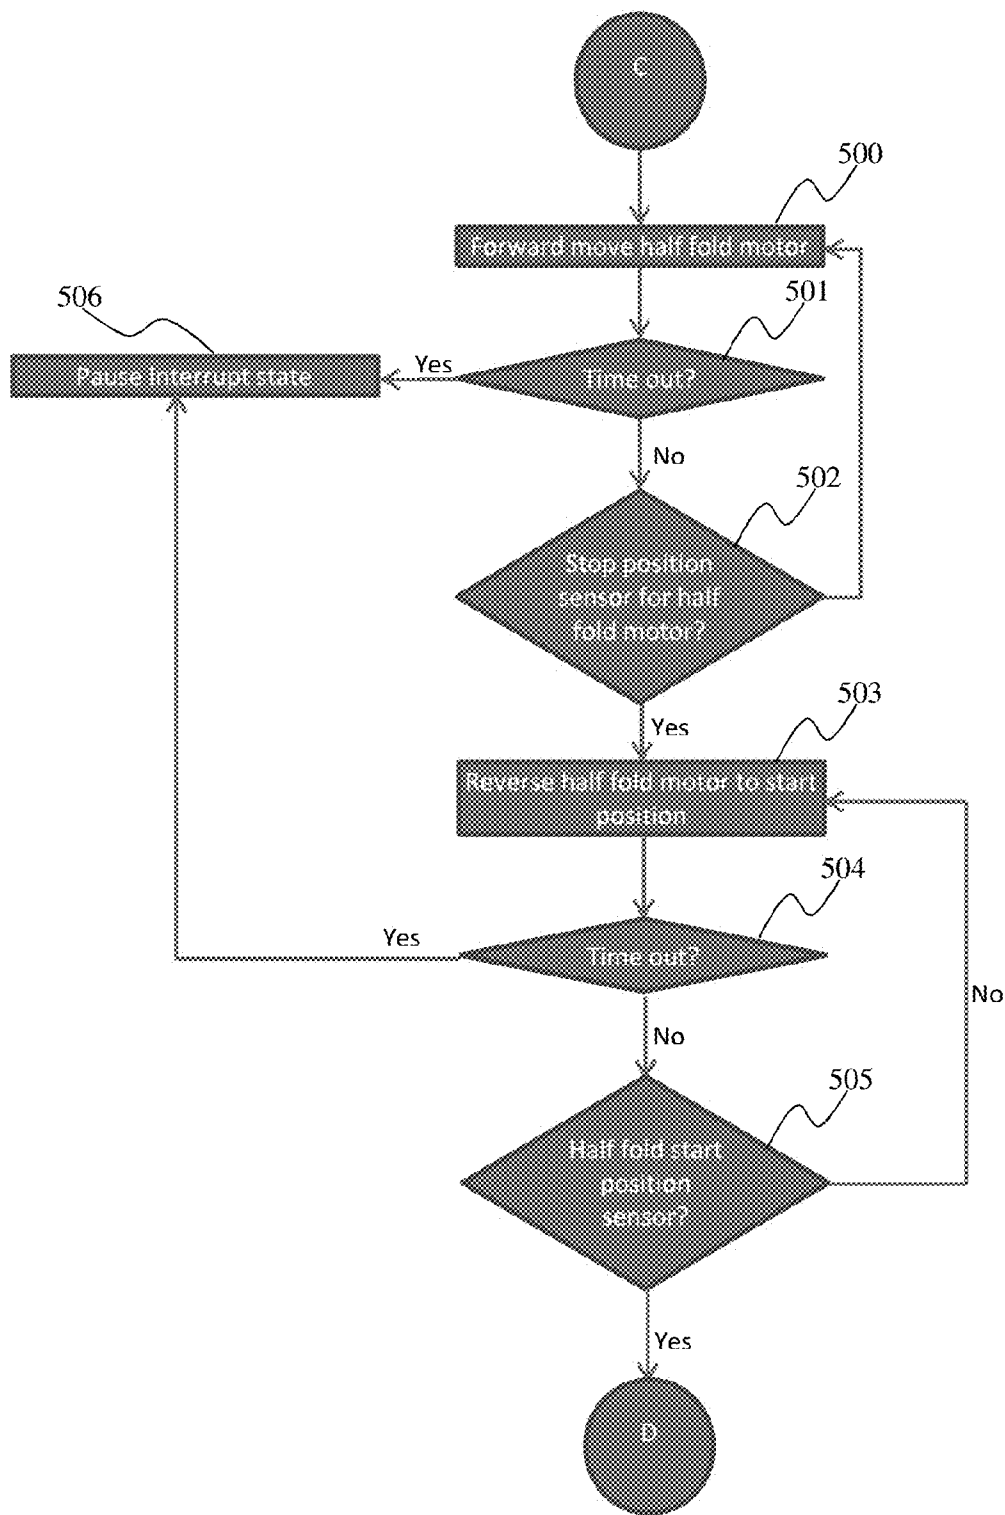 C
500
Forward move half fold motor
501
506
Yes
Pause Interrupt state
Time out?
No
502
Stop position
sensor for half
fold motor?
503
Yes
Reverse half fold motor to start
position
504
Yes
Time out?
No
No
505
Half fold start
position
sensor?
Yes
D